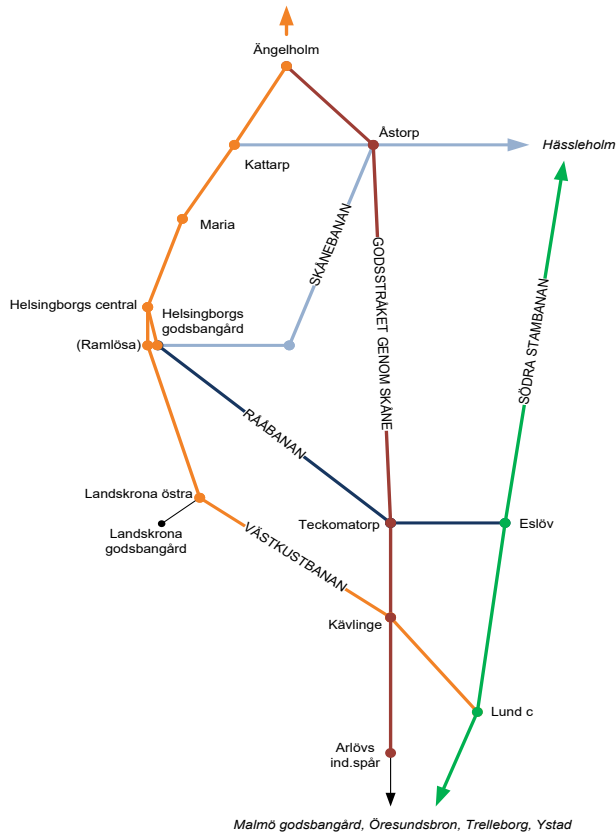 Ängelholm
Åstorp
Hässleholm
Kattarp
Maria
SKÅNEBANAN
GODSSTRÅKET GENOM SKÅNE
SÖDRA STAMBANAN
Helsingborgs central
Helsingborgs
godsbangård
(Ramlösa)
RÅÅBANAN
Landskrona östra
Landskrona
godsbangård
VÄSTKUSTBANAN
Teckomatorp
Eslöv
Kävlinge
Lund c
Arlövs
ind.spår
Malmö godsbangård, Öresundsbron, Trelleborg, Ystad